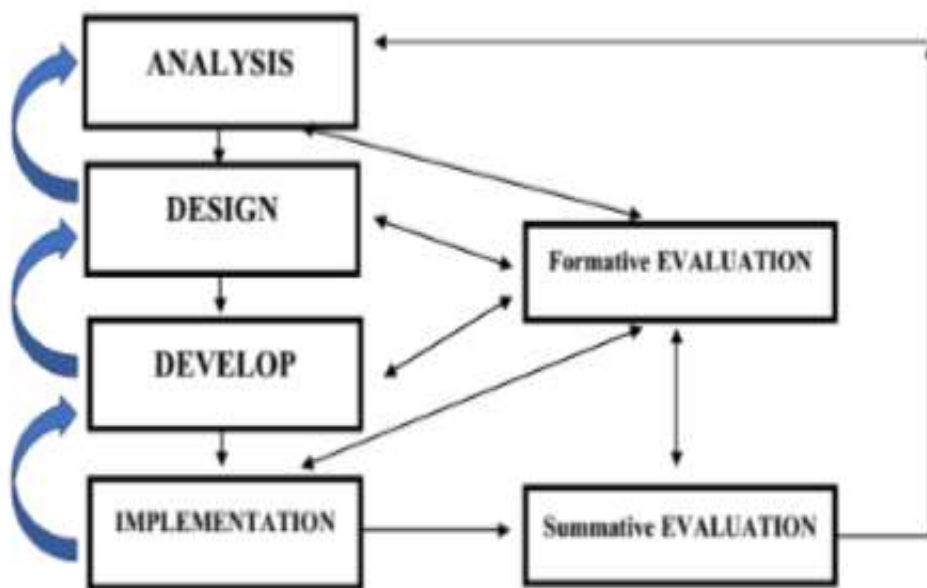 ANALYSIS
DESIGN
Formative EVALUATION
DEVELOP
IMPLEMENTATION
Summative EVALUATION